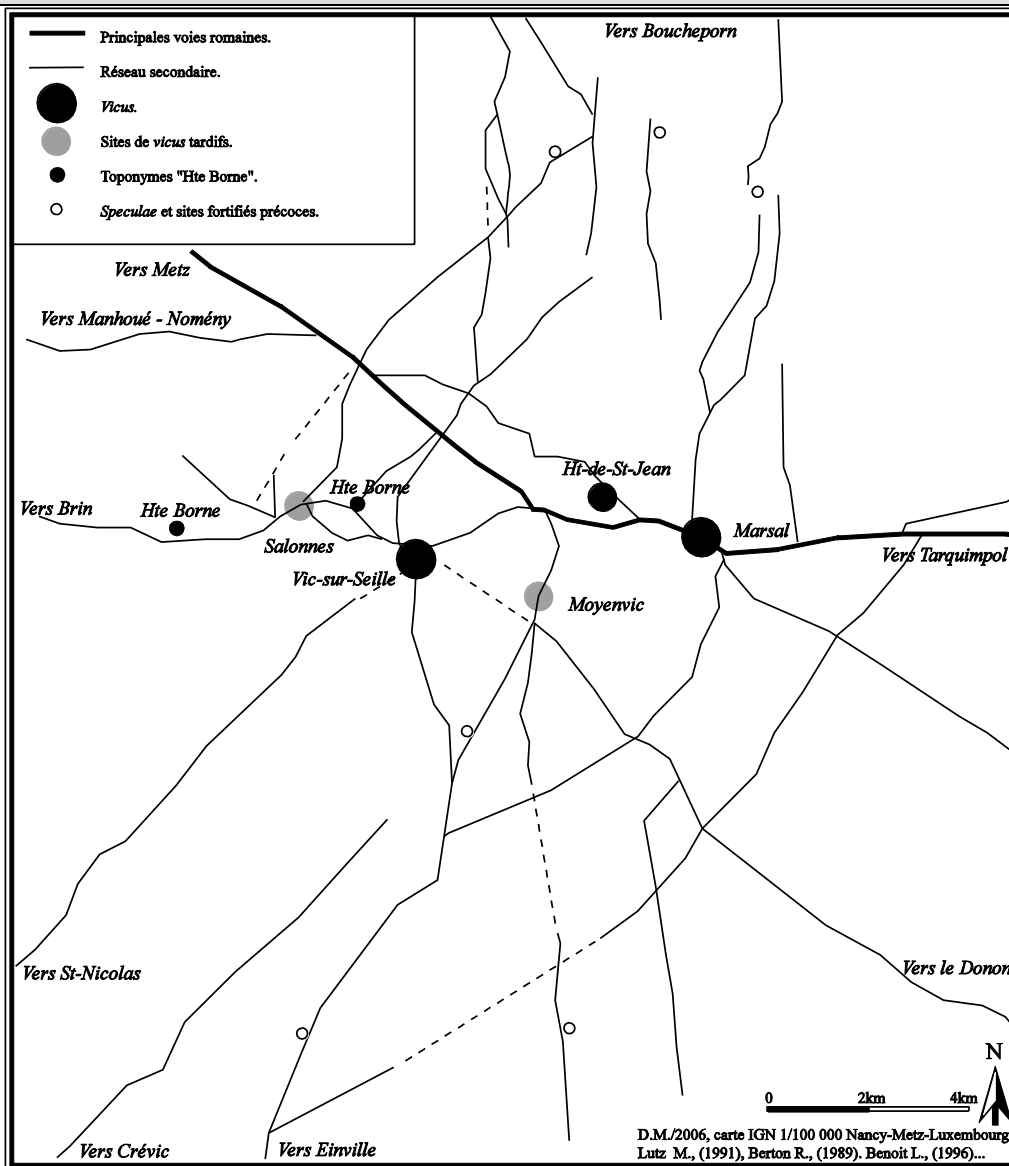 Principales voies romaines.
Réseau secondaire.
Vicus.
Sites de vicus tardifs.
Toponymes "Hte Borne".
Speculae et sites fortifiés précoces.
Vers Boucheporn
Vers Metz
Vers Manhoué - Nomény
Ht-de-St-Jean
Hte Borne
Vers Brin
Hte Borne
Marsal
Salonnes
Vers Tarquimpol
Vic-sur-Seille
Moyenvic
Vers St-Nicolas
Vers le Donon
N
0 2km 4km
D.M./2006, carte IGN 1/100 000 Nancy-Metz-Luxembourg
Lutz M., (1991), Berton R., (1989). Benoit L., (1996)...
Vers Crévic
Vers Einville